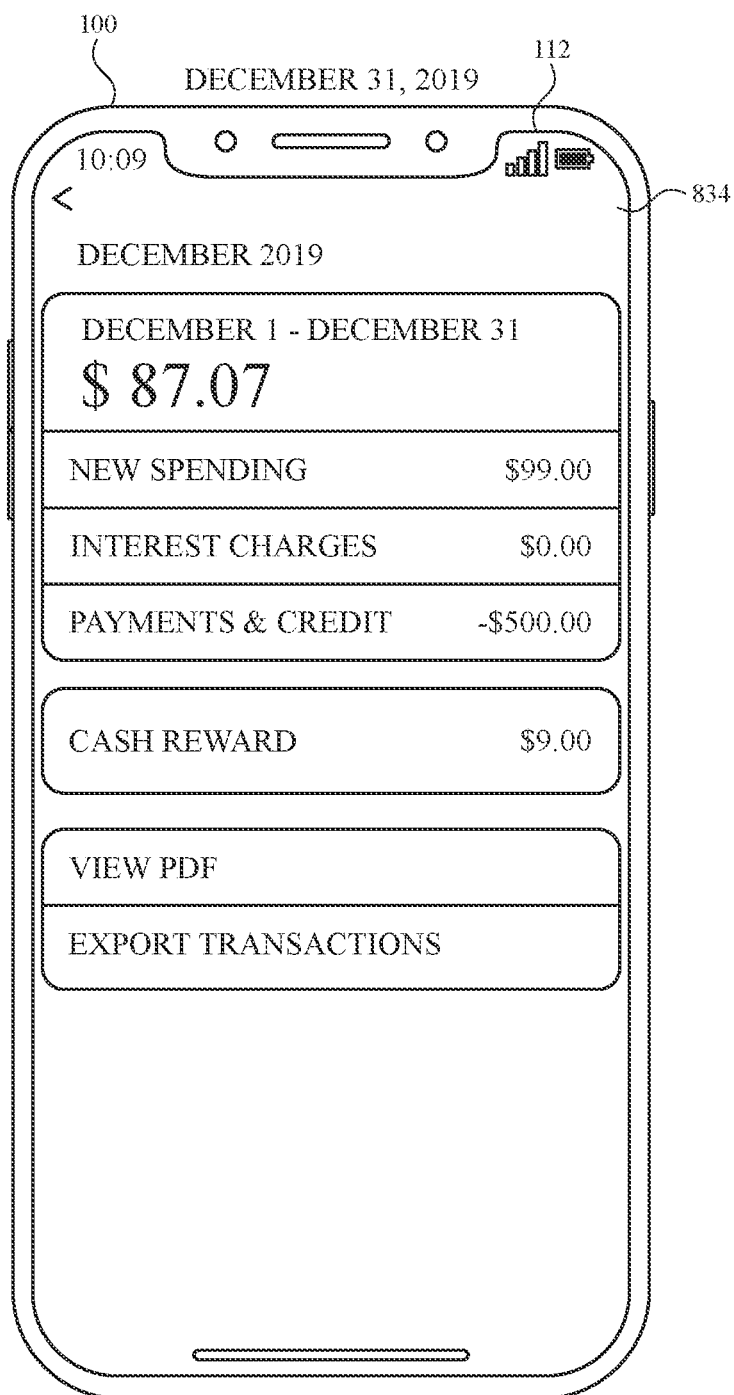 100
112
DECEMBER 31, 2019
10:09
<
834
DECEMBER 2019
DECEMBER 1 - DECEMBER 31
$ 87.07
NEW SPENDING $99.00
INTEREST CHARGES $0.00
PAYMENTS & CREDIT -$500.00
CASH REWARD $9.00
VIEW PDF
EXPORT TRANSACTIONS